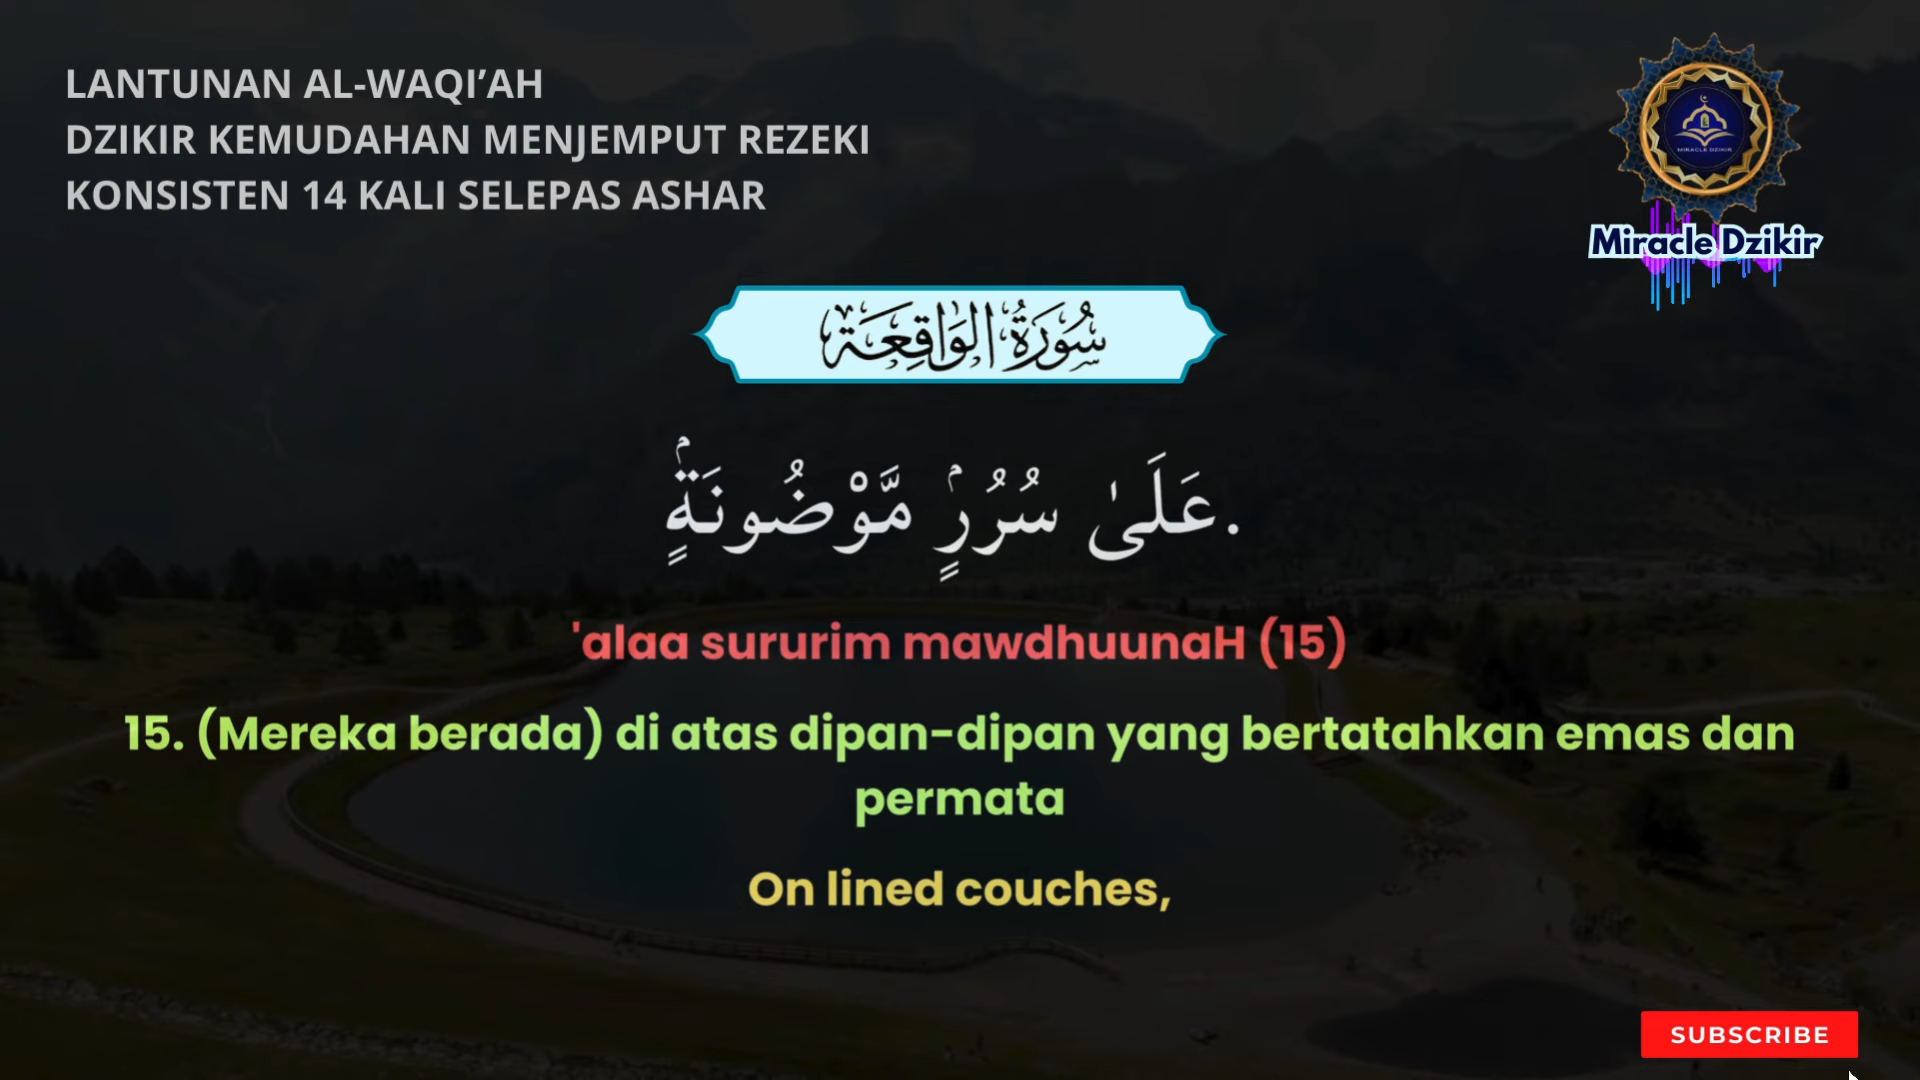 LANTUNAN AL-WAQI’AH
DZIKIR KEMUDAHAN MENJEMPUT REZEKI
KONSISTEN 14 KALI SELEPAS ASHAR
MIRACLE DZIKIR
Miracle Dzikir
سُورَةُ الوَاقِعَة
عَلَىٰ سُرُرٍۢ مَّوْضُونَةٍۢ.
'alaa sururim mawdhuunaH (15)
15. (Mereka berada) di atas dipan-dipan yang bertatahkan emas dan
permata
On lined couches,
SUBSCRIBE